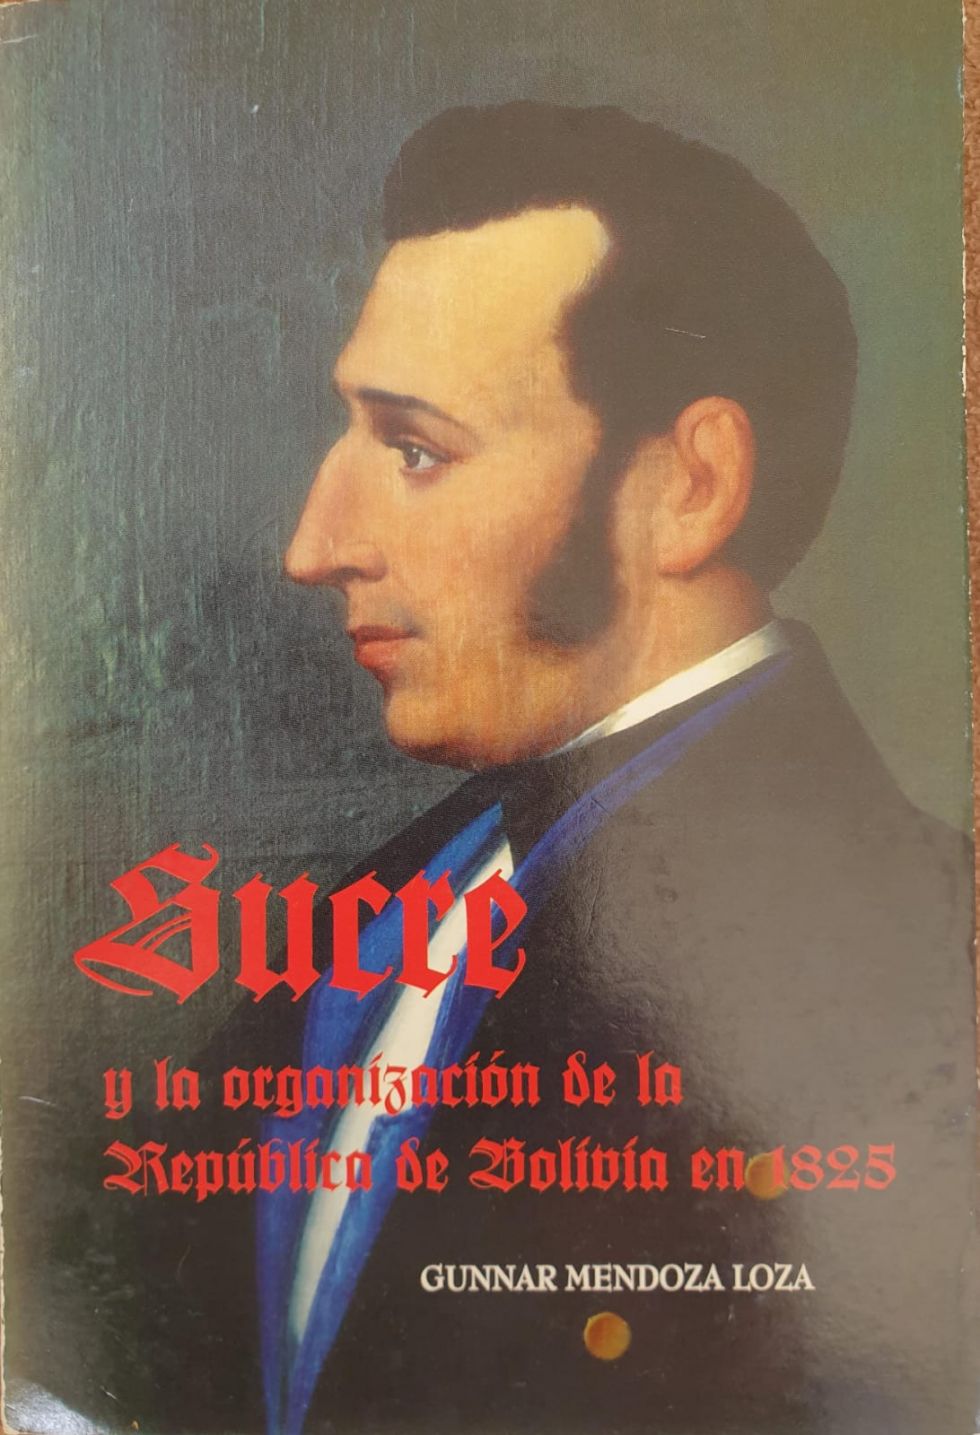 Sucre
y la organización de la
República de Bolivia en 1825
GUNNAR MENDOZA LOZA